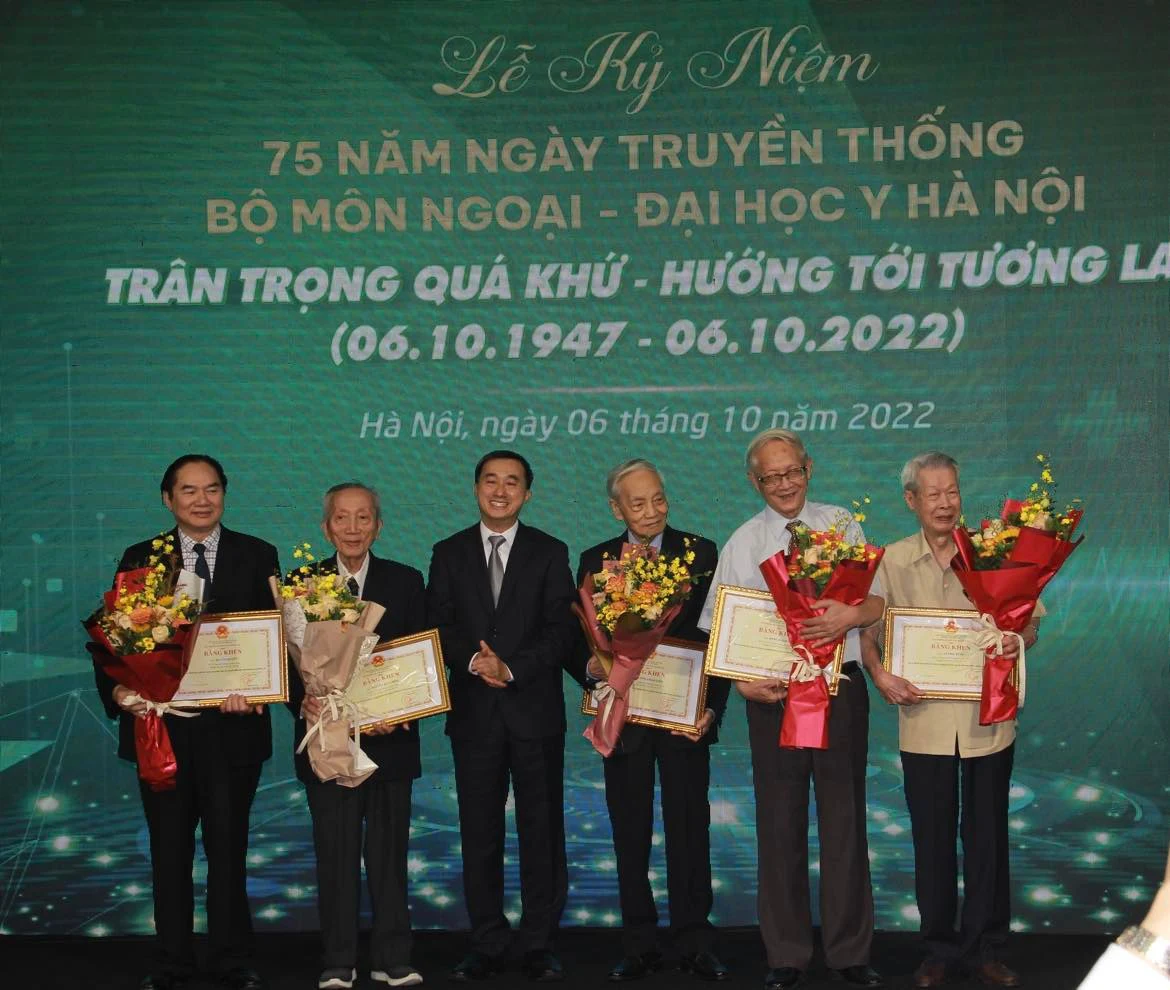 Lễ Kỷ Niệm
75 NĂM NGÀY TRUYỀN THỐNG
BỘ MÔN NGOẠI - ĐẠI HỌC Y HÀ NỘI
TRÂN TRỌNG QUÁ KHỨ - HƯỚNG TỚI TƯƠNG LA
(06.10.1947 - 06.10.2022)
Hà Nội, ngày 06 tháng 10 năm 2022
BẰNG KHEN
BẰNG KHEN
BẰNG KHEN
BẰNG KHEN
BẰNG KHEN